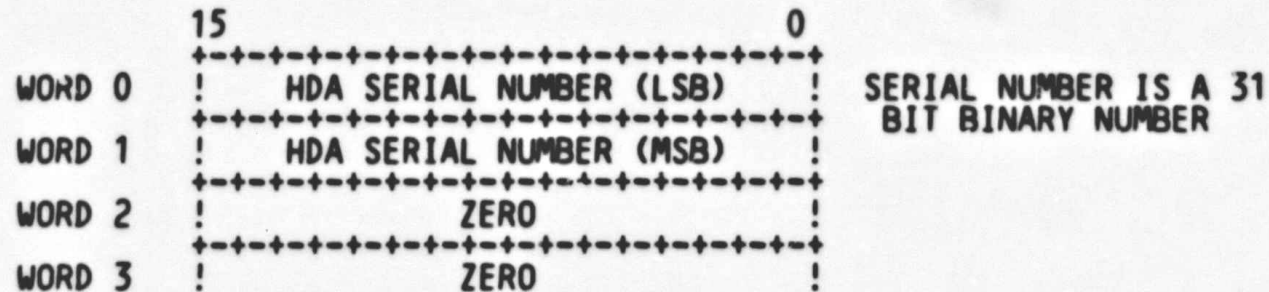 15 0
+-+-+-+-+-+-+-+-+-+-+-+-+-+-+-+-+
WORD 0 ! HDA SERIAL NUMBER (LSB) ! SERIAL NUMBER IS A 31
+-+-+-+-+-+-+-+-+-+-+-+-+-+-+-+-+ BIT BINARY NUMBER
WORD 1 ! HDA SERIAL NUMBER (MSB) !
+-+-+-+-+-+-+-+-+-+-+-+-+-+-+-+-+
WORD 2 ! ZERO !
+-+-+-+-+-+-+-+-+-+-+-+-+-+-+-+-+
WORD 3 ! ZERO !